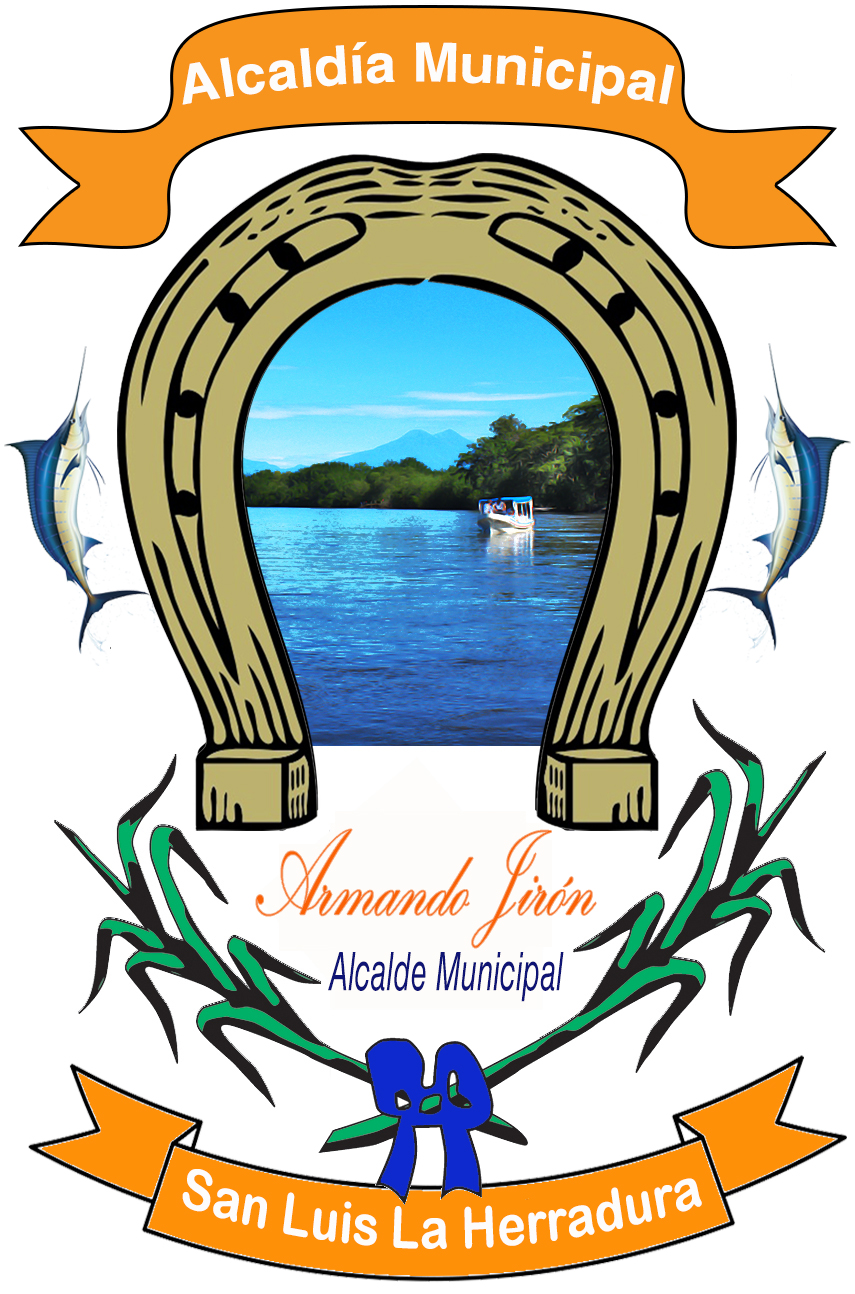 Alcaldía Municipal
Armando Jirón
Alcalde Municipal
San Luis La Herradura